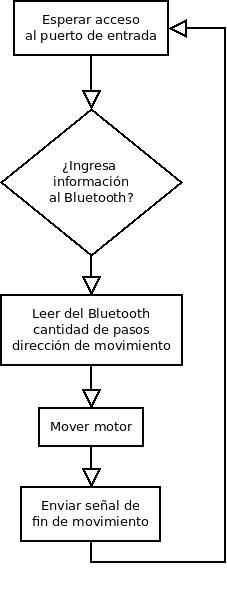 Esperar acceso
al puerto de entrada
¿Ingresa
información
al Bluetooth?
Leer del Bluetooth
cantidad de pasos
dirección de movimiento
Mover motor
Enviar señal de
fin de movimiento